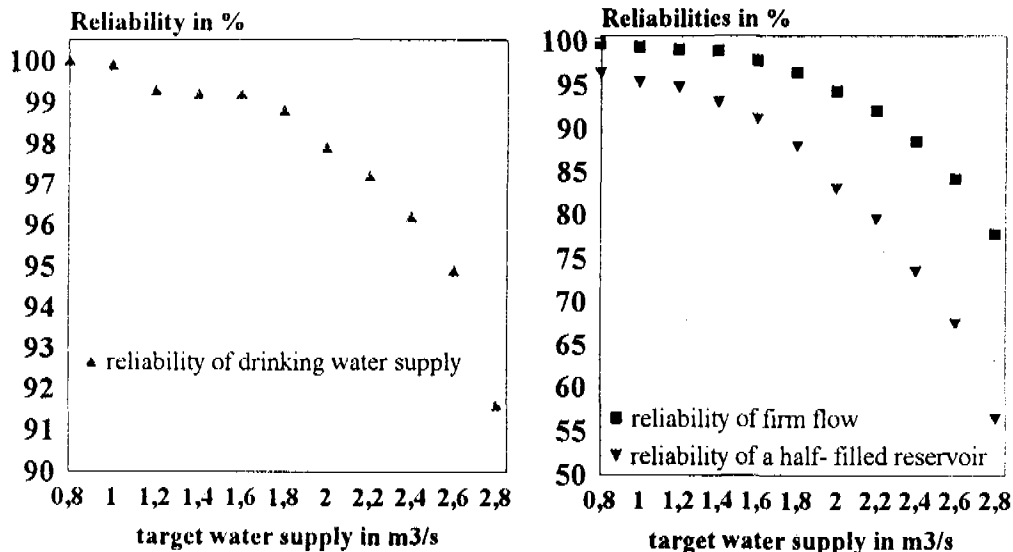 Reliability in %
100
99
98
97
96
95
94
93
92
91
90
▲ reliability of drinking water supply
0,8 1 1,2 1,4 1,6 1,8 2 2,2 2,4 2,6 2,8
target water supply in m3/s
Reliabilities in %
100
95
90
85
80
75
70
65
60
55
50
■ reliability of firm flow
▼ reliability of a half- filled reservoir
0,8 1 1,2 1,4 1,6 1,8 2 2,2 2,4 2,6 2,8
target water supply in m3/s